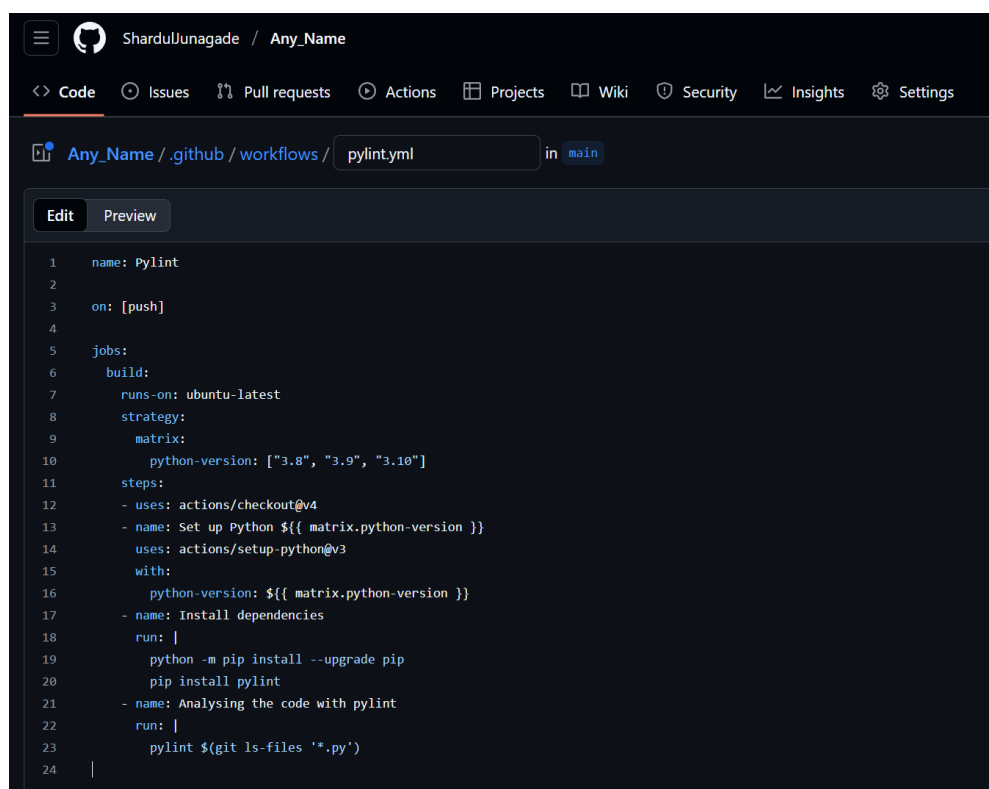 ShardulJunagade / Any_Name
Code Issues Pull requests Actions Projects Wiki Security Insights Settings
Any_Name / .github / workflows / pylint.yml in main
Edit Preview
1 name: Pylint
2
3 on: [push]
4
5 jobs:
6   build:
7     runs-on: ubuntu-latest
8     strategy:
9       matrix:
10         python-version: ["3.8", "3.9", "3.10"]
11     steps:
12     - uses: actions/checkout@v4
13     - name: Set up Python ${{ matrix.python-version }}
14       uses: actions/setup-python@v3
15       with:
16         python-version: ${{ matrix.python-version }}
17     - name: Install dependencies
18       run: |
19         python -m pip install --upgrade pip
20         pip install pylint
21     - name: Analysing the code with pylint
22       run: |
23         pylint $(git ls-files '*.py')
24